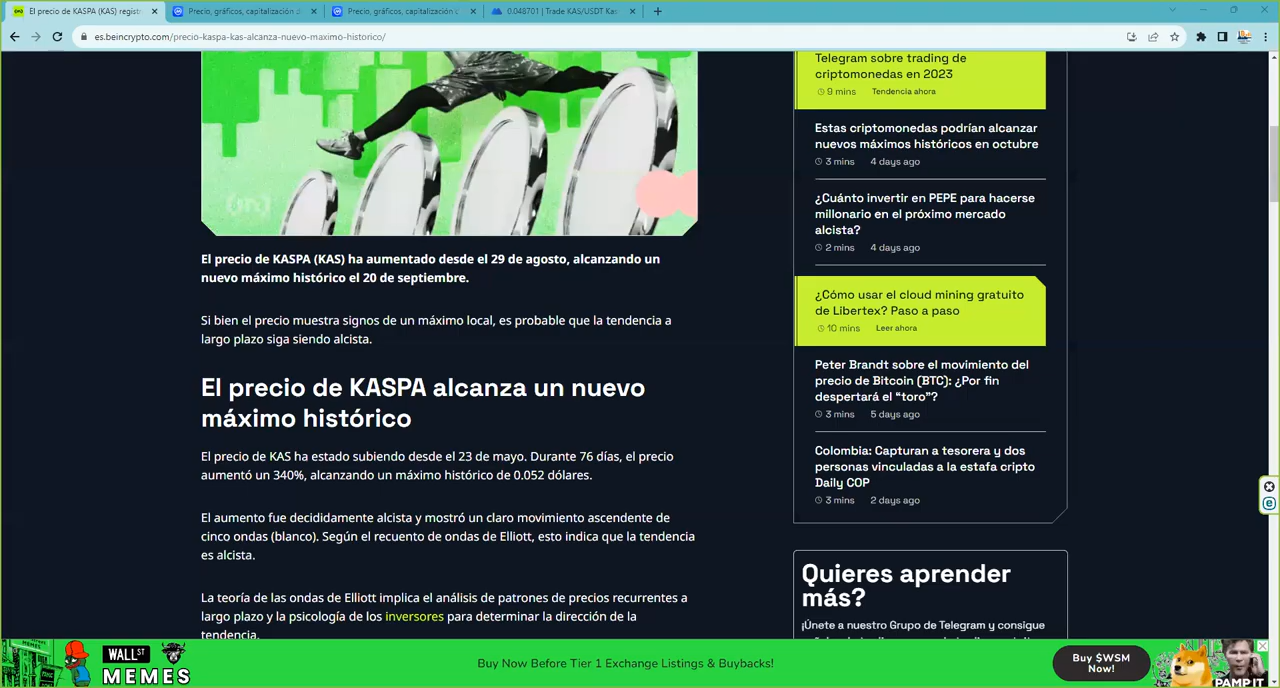 El precio de KASPA (KAS) registr
Precio, gráficos, capitalización d
Precio, gráficos, capitalización d
0.048701 | Trade KAS/USDT Kas
es.beincrypto.com/precio-kaspa-kas-alcanza-nuevo-maximo-historico/
El precio de KASPA (KAS) ha aumentado desde el 29 de agosto, alcanzando un
nuevo máximo histórico el 20 de septiembre.
Si bien el precio muestra signos de un máximo local, es probable que la tendencia a
largo plazo siga siendo alcista.
El precio de KASPA alcanza un nuevo
máximo histórico
El precio de KAS ha estado subiendo desde el 23 de mayo. Durante 76 días, el precio
aumentó un 340%, alcanzando un máximo histórico de 0.052 dólares.
El aumento fue decididamente alcista y mostró un claro movimiento ascendente de
cinco ondas (blanco). Según el recuento de ondas de Elliott, esto indica que la tendencia
es alcista.
La teoría de las ondas de Elliott implica el análisis de patrones de precios recurrentes a
largo plazo y la psicología de los inversores para determinar la dirección de la
tendencia.
Telegram sobre trading de
criptomonedas en 2023
9 mins Tendencia ahora
Estas criptomonedas podrían alcanzar
nuevos máximos históricos en octubre
3 mins 4 days ago
¿Cuánto invertir en PEPE para hacerse
millonario en el próximo mercado
alcista?
2 mins 4 days ago
¿Cómo usar el cloud mining gratuito
de Libertex? Paso a paso
10 mins Leer ahora
Peter Brandt sobre el movimiento del
precio de Bitcoin (BTC): ¿Por fin
despertará el “toro”?
3 mins 5 days ago
Colombia: Capturan a tesorera y dos
personas vinculadas a la estafa cripto
Daily COP
3 mins 2 days ago
Quieres aprender
más?
¡Únete a nuestro Grupo de Telegram y consigue
WALL ST
MEMES
Buy Now Before Tier 1 Exchange Listings & Buybacks!
Buy $WSM
Now!
PAMP IT